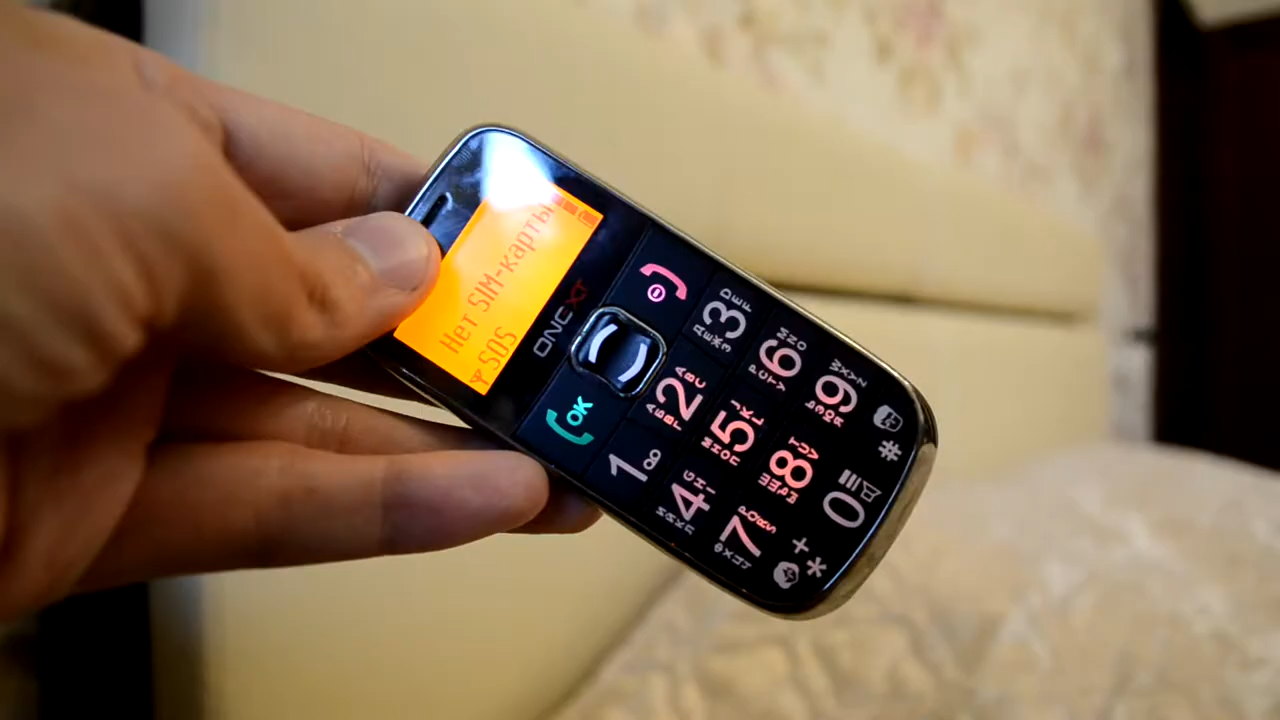 Нет SIM-карты
SOS
ONEXT
OK
1
2 ABC
АБВГ
3 DEF
ДЕЖЗ
4 GHI
ИЙКЛ
5 JKL
МНОП
6 MNO
РСТУ
7 PQRS
ФХЦЧ
8 TUV
ШЩЪЫ
9 WXYZ
ЬЭЮЯ
* +
0
#